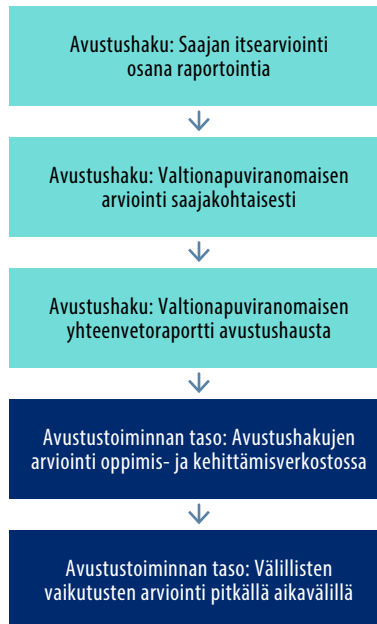 Avustushaku: Saajan itsearviointi
osana raportointia
Avustushaku: Valtionapuviranomaisen
arviointi saajakohtaisesti
Avustushaku: Valtionapuviranomaisen
yhteenvetoraportti avustushausta
Avustustoiminnan taso: Avustushakujen
arviointi oppimis- ja kehittämisverkostossa
Avustustoiminnan taso: Välillisten
vaikutusten arviointi pitkällä aikavälillä